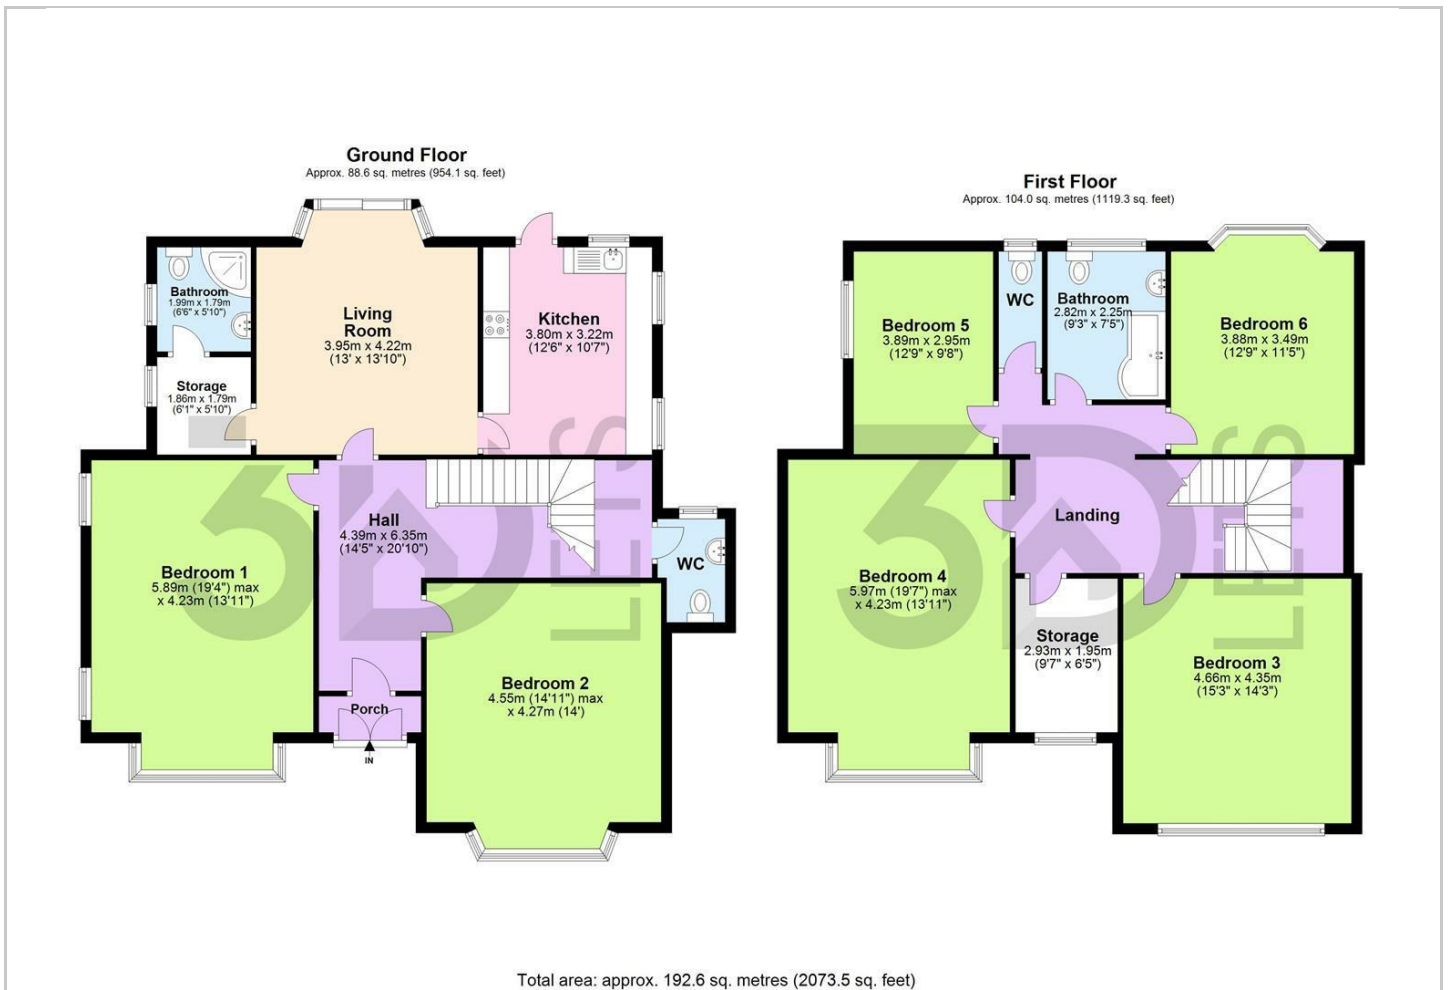 Ground Floor
Approx. 88.6 sq. metres (954.1 sq. feet)
Bathroom
1.99m x 1.79m
(6'6" x 5'10")
Living
Room
3.95m x 4.22m
(13' x 13'10")
Kitchen
3.80m x 3.22m
(12'6" x 10'7")
Storage
1.86m x 1.79m
(6'1" x 5'10")
Hall
4.39m x 6.35m
(14'5" x 20'10")
WC
Bedroom 1
5.89m (19'4") max
x 4.23m (13'11")
Bedroom 2
4.55m (14'11") max
x 4.27m (14')
Porch
IN
3D
LETS
First Floor
Approx. 104.0 sq. metres (1119.3 sq. feet)
Bedroom 5
3.89m x 2.95m
(12'9" x 9'8")
WC
Bathroom
2.82m x 2.25m
(9'3" x 7'5")
Bedroom 6
3.88m x 3.49m
(12'9" x 11'5")
Landing
Bedroom 4
5.97m (19'7") max
x 4.23m (13'11")
Storage
2.93m x 1.95m
(9'7" x 6'5")
Bedroom 3
4.66m x 4.35m
(15'3" x 14'3")
3D
LETS
Total area: approx. 192.6 sq. metres (2073.5 sq. feet)